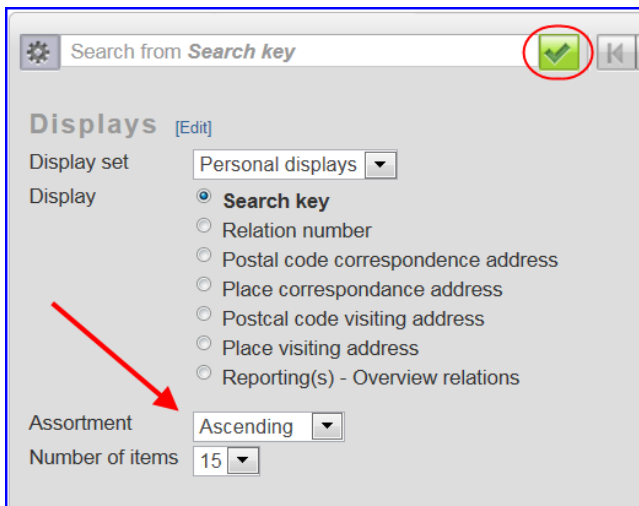 Search from Search key
Displays [Edit]
Display set Personal displays
Display Search key
Relation number
Postal code correspondence address
Place correspondance address
Postcal code visiting address
Place visiting address
Reporting(s) - Overview relations
Assortment Ascending
Number of items 15